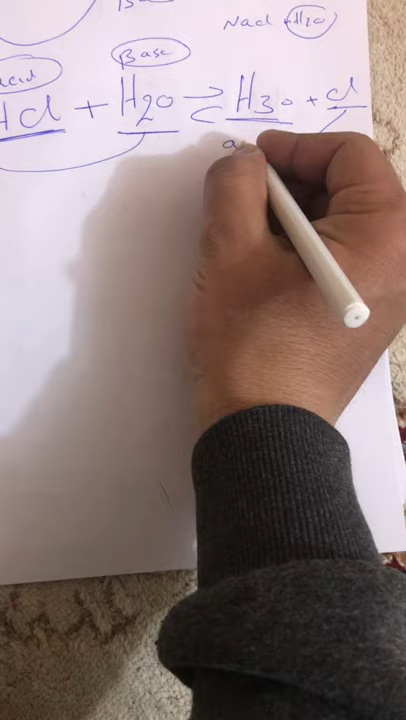 Nacl + H2O
Base
acid
Hcl + H2O ⇌ H3O + cl
a